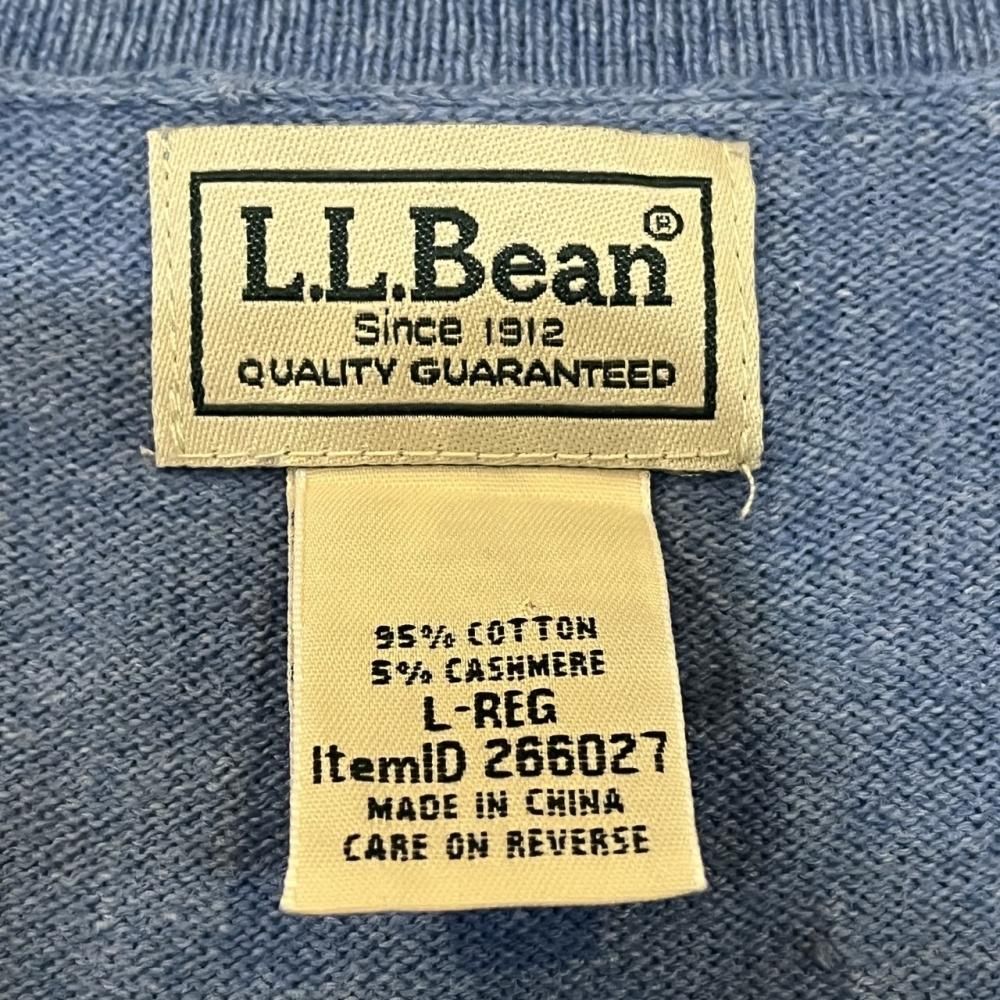 L.L.Bean®
Since 1912
QUALITY GUARANTEED
95% COTTON
5% CASHMERE
L-REG
ItemID 266027
MADE IN CHINA
CARE ON REVERSE